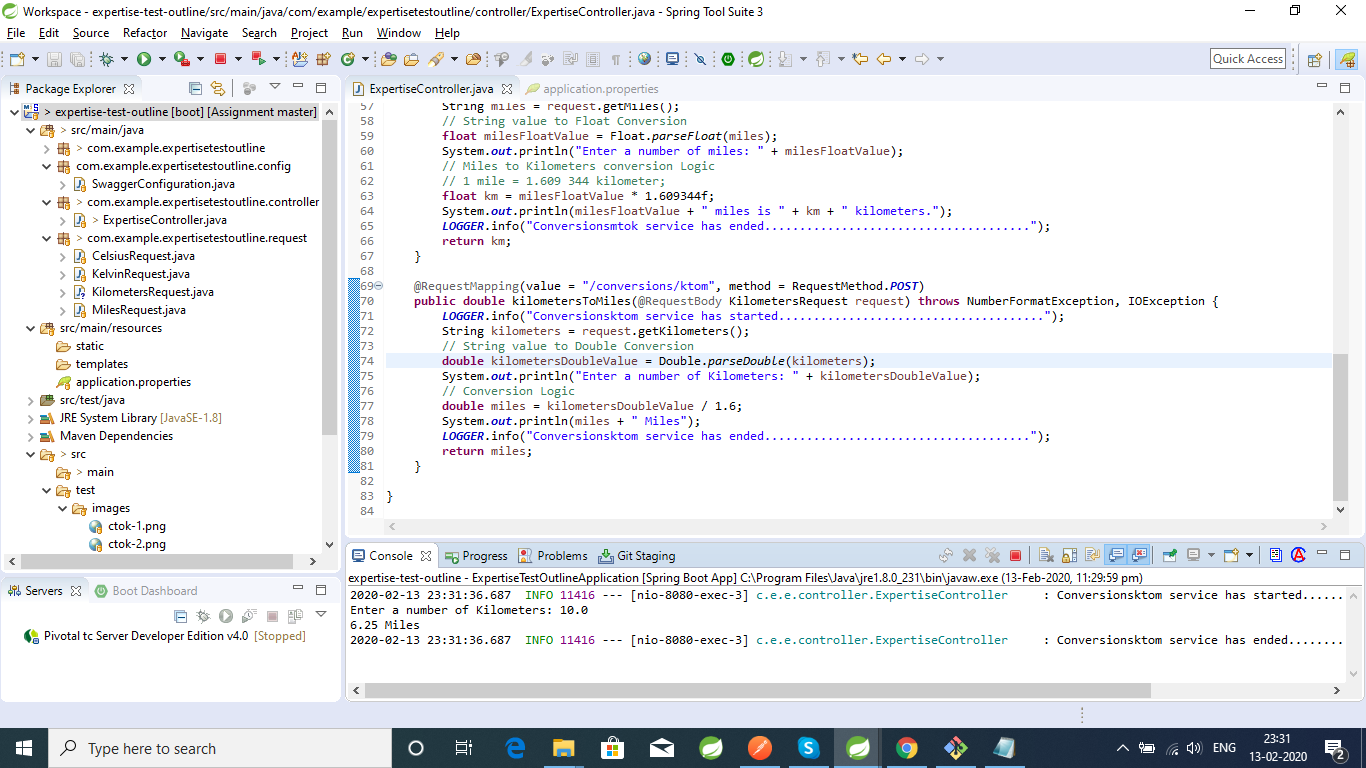 Workspace - expertise-test-outline/src/main/java/com/example/expertisetestoutline/controller/ExpertiseController.java - Spring Tool Suite 3
File Edit Source Refactor Navigate Search Project Run Window Help
Quick Access
Package Explorer
> expertise-test-outline [boot] [Assignment master]
> src/main/java
> com.example.expertisetestoutline
com.example.expertisetestoutline.config
SwaggerConfiguration.java
> com.example.expertisetestoutline.controller
> ExpertiseController.java
> com.example.expertisetestoutline.request
CelsiusRequest.java
KelvinRequest.java
KilometersRequest.java
MilesRequest.java
> src/main/resources
static
templates
application.properties
src/test/java
JRE System Library [JavaSE-1.8]
Maven Dependencies
> src
> main
test
images
ctok-1.png
ctok-2.png
Servers
Boot Dashboard
Pivotal tc Server Developer Edition v4.0 [Stopped]
ExpertiseController.java
application.properties
57 String miles = request.getMiles();
58 // String value to Float Conversion
59 float milesFloatValue = Float.parseFloat(miles);
60 System.out.println("Enter a number of miles: " + milesFloatValue);
61 // Miles to Kilometers conversion Logic
62 // 1 mile = 1.609 344 kilometer;
63 float km = milesFloatValue * 1.609344f;
64 System.out.println(milesFloatValue + " miles is " + km + " kilometers.");
65 LOGGER.info("Conversionsmtok service has ended.....................................");
66 return km;
67 }
68
69 @RequestMapping(value = "/conversions/ktom", method = RequestMethod.POST)
70 public double kilometersToMiles(@RequestBody KilometersRequest request) throws NumberFormatException, IOException {
71 LOGGER.info("Conversionsktom service has started.....................................");
72 String kilometers = request.getKilometers();
73 // String value to Double Conversion
74 double kilometersDoubleValue = Double.parseDouble(kilometers);
75 System.out.println("Enter a number of Kilometers: " + kilometersDoubleValue);
76 // Conversion Logic
77 double miles = kilometersDoubleValue / 1.6;
78 System.out.println(miles + " Miles");
79 LOGGER.info("Conversionsktom service has ended.....................................");
80 return miles;
81 }
82
83 }
84
Console Progress Problems Git Staging
expertise-test-outline - ExpertiseTestOutlineApplication [Spring Boot App] C:\Program Files\Java\jre1.8.0_231\bin\javaw.exe (13-Feb-2020, 11:29:59 pm)
2020-02-13 23:31:36.687 INFO 11416 --- [nio-8080-exec-3] c.e.e.controller.ExpertiseController : Conversionsktom service has started......
Enter a number of Kilometers: 10.0
6.25 Miles
2020-02-13 23:31:36.687 INFO 11416 --- [nio-8080-exec-3] c.e.e.controller.ExpertiseController : Conversionsktom service has ended........
Type here to search
ENG
23:31
13-02-2020
2